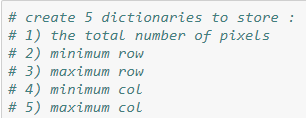 # create 5 dictionaries to store :
# 1) the total number of pixels
# 2) minimum row
# 3) maximum row
# 4) minimum col
# 5) maximum col